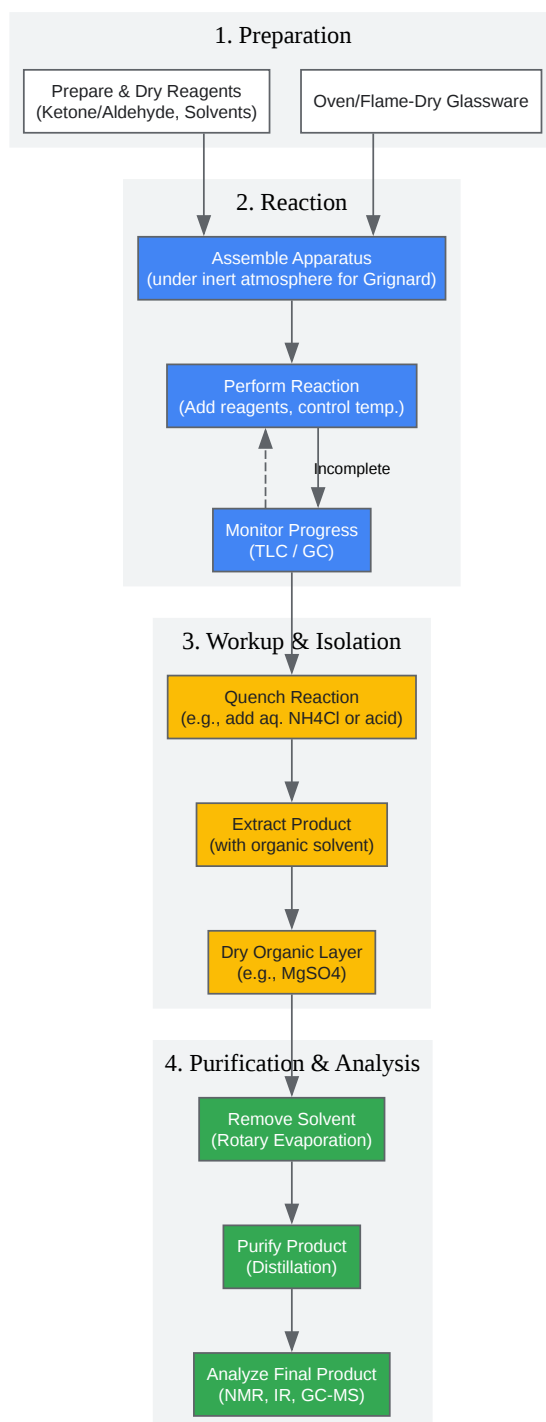 1. Preparation
Prepare & Dry Reagents
(Ketone/Aldehyde, Solvents)
Oven/Flame-Dry Glassware
2. Reaction
Assemble Apparatus
(under inert atmosphere for Grignard)
Perform Reaction
(Add reagents, control temp.)
Incomplete
Monitor Progress
(TLC / GC)
3. Workup & Isolation
Quench Reaction
(e.g., add aq. NH4Cl or acid)
Extract Product
(with organic solvent)
Dry Organic Layer
(e.g., MgSO4)
4. Purification & Analysis
Remove Solvent
(Rotary Evaporation)
Purify Product
(Distillation)
Analyze Final Product
(NMR, IR, GC-MS)